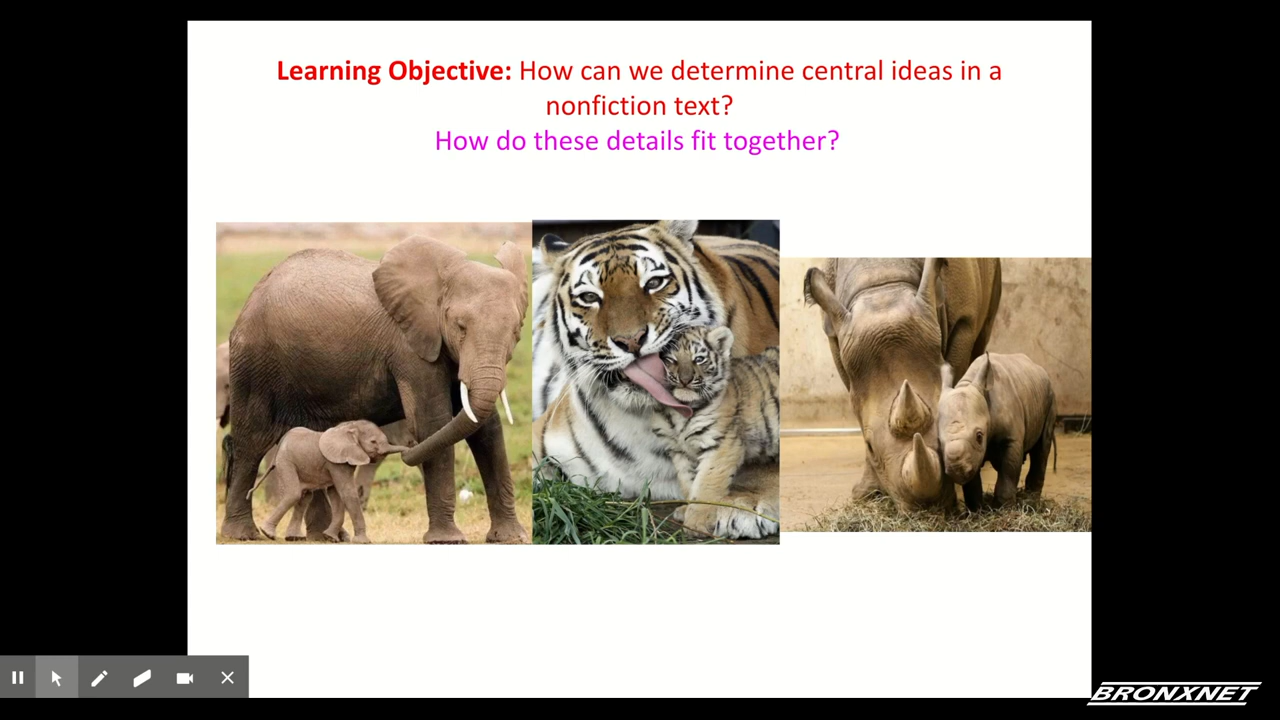 Learning Objective: How can we determine central ideas in a
nonfiction text?
How do these details fit together?
BRONXNET